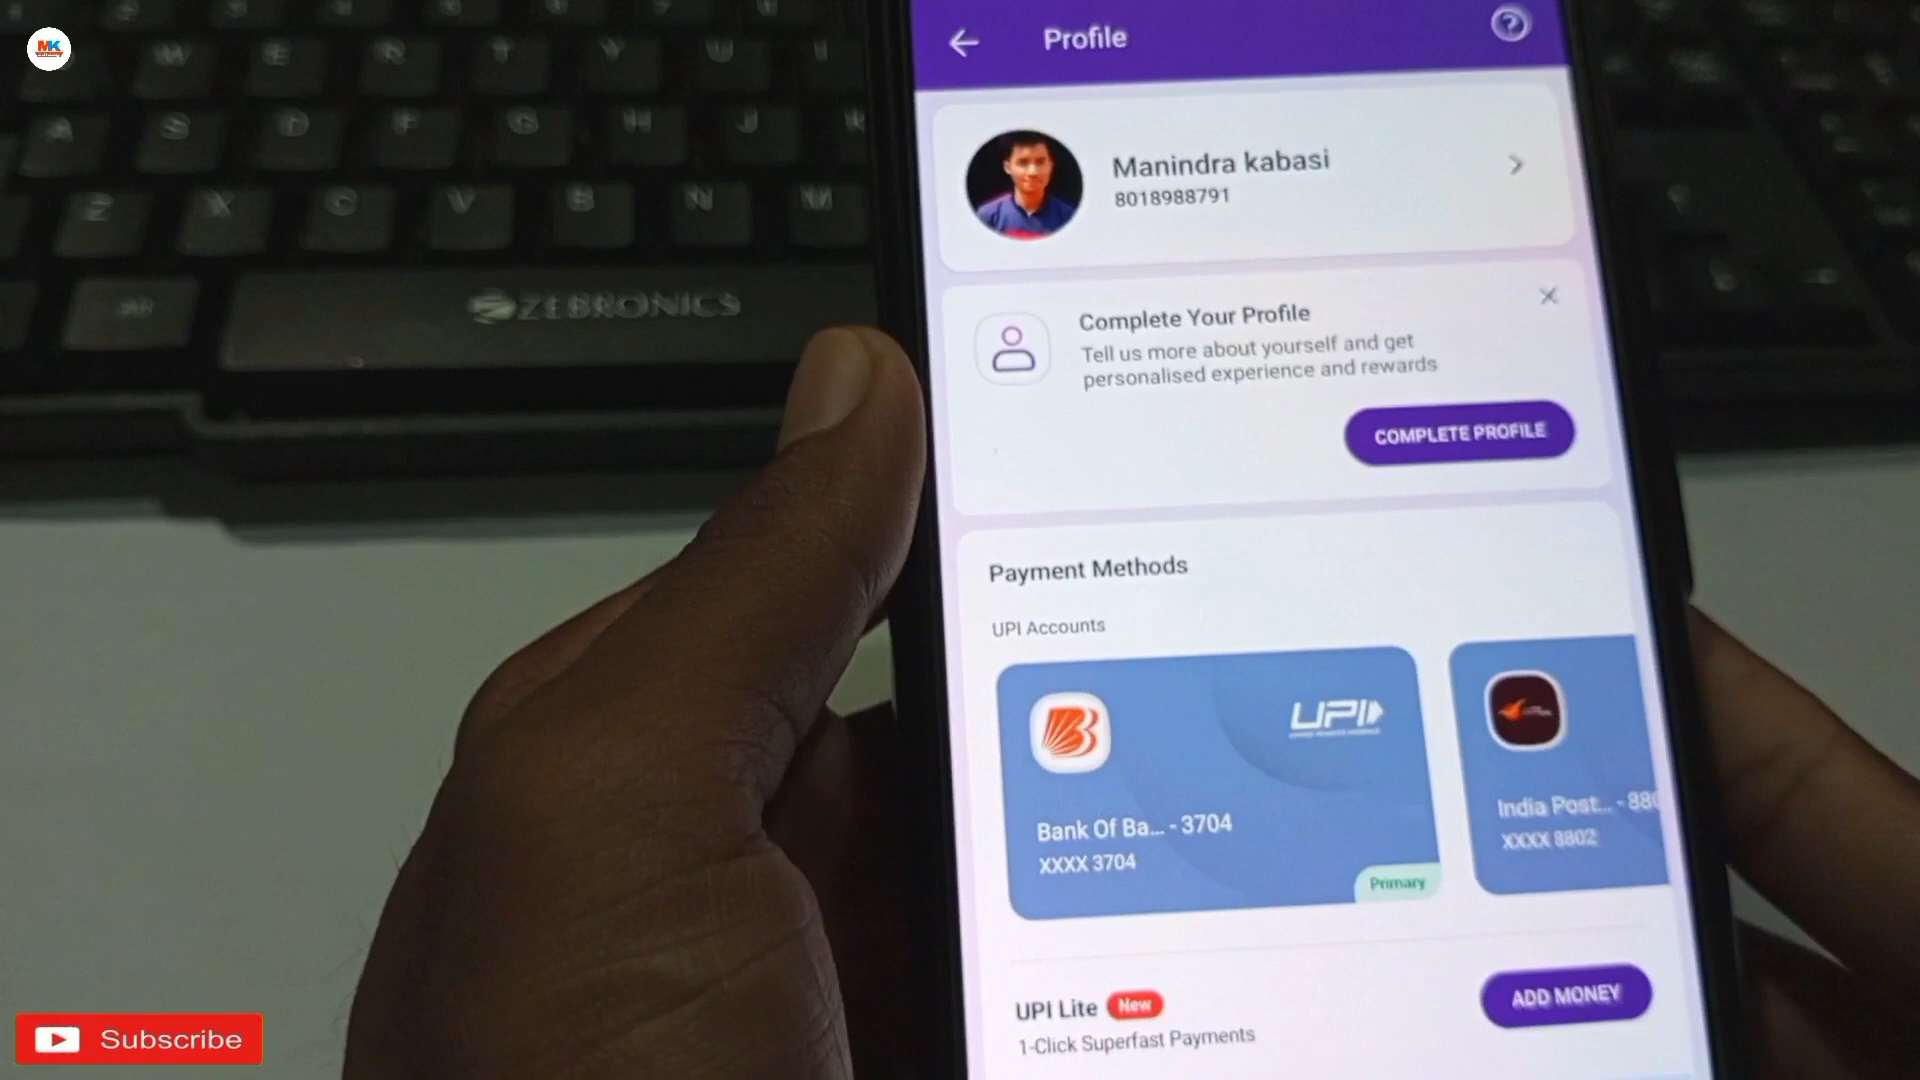 MK
W E R T Y U I
A S D F G H J K
Z X C V B N M
Alt
ZEBRONICS
Profile
?
Manindra kabasi
8018988791
Complete Your Profile
Tell us more about yourself and get
personalised experience and rewards
COMPLETE PROFILE
Payment Methods
UPI Accounts
UPI
Bank Of Ba... - 3704
XXXX 3704
Primary
India Post... - 880
XXXX 8802
UPI Lite New
1-Click Superfast Payments
ADD MONEY
Subscribe